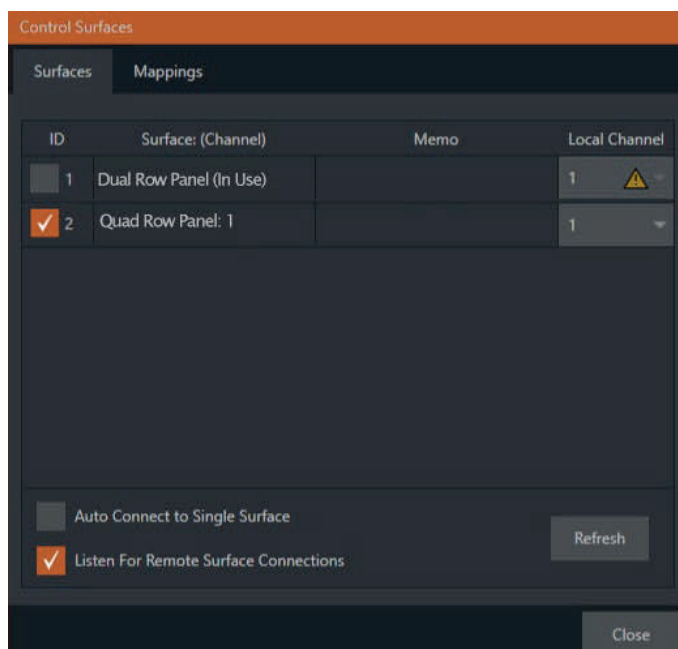 Control Surfaces
Surfaces Mappings
ID Surface: (Channel) Memo Local Channel
1 Dual Row Panel (In Use) 1
2 Quad Row Panel: 1 1
Auto Connect to Single Surface
Refresh
Listen For Remote Surface Connections
Close